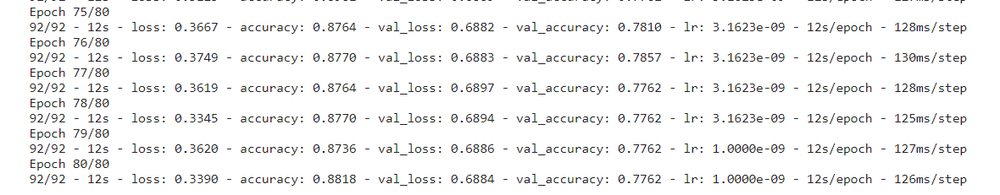 Epoch 75/80
92/92 - 12s - loss: 0.3667 - accuracy: 0.8764 - val_loss: 0.6882 - val_accuracy: 0.7810 - lr: 3.1623e-09 - 12s/epoch - 128ms/step
Epoch 76/80
92/92 - 12s - loss: 0.3749 - accuracy: 0.8770 - val_loss: 0.6883 - val_accuracy: 0.7857 - lr: 3.1623e-09 - 12s/epoch - 130ms/step
Epoch 77/80
92/92 - 12s - loss: 0.3619 - accuracy: 0.8764 - val_loss: 0.6897 - val_accuracy: 0.7762 - lr: 3.1623e-09 - 12s/epoch - 128ms/step
Epoch 78/80
92/92 - 12s - loss: 0.3345 - accuracy: 0.8770 - val_loss: 0.6894 - val_accuracy: 0.7762 - lr: 3.1623e-09 - 12s/epoch - 125ms/step
Epoch 79/80
92/92 - 12s - loss: 0.3620 - accuracy: 0.8736 - val_loss: 0.6886 - val_accuracy: 0.7762 - lr: 1.0000e-09 - 12s/epoch - 127ms/step
Epoch 80/80
92/92 - 12s - loss: 0.3390 - accuracy: 0.8818 - val_loss: 0.6884 - val_accuracy: 0.7762 - lr: 1.0000e-09 - 12s/epoch - 126ms/step